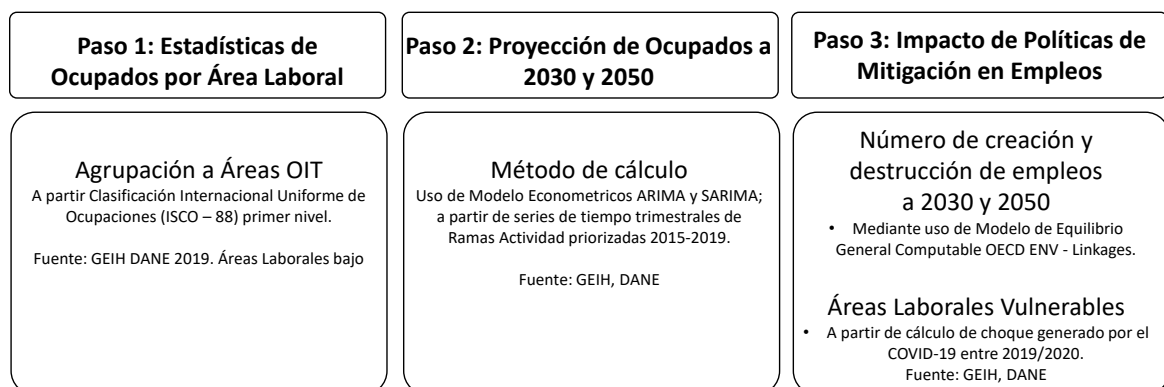 Paso 1: Estadísticas de
Ocupados por Área Laboral
Agrupación a Áreas OIT
A partir Clasificación Internacional Uniforme de
Ocupaciones (ISCO – 88) primer nivel.
Fuente: GEIH DANE 2019. Áreas Laborales bajo
Paso 2: Proyección de Ocupados a
2030 y 2050
Método de cálculo
Uso de Modelo Econometricos ARIMA y SARIMA;
a partir de series de tiempo trimestrales de
Ramas Actividad priorizadas 2015-2019.
Fuente: GEIH, DANE
Paso 3: Impacto de Políticas de
Mitigación en Empleos
Número de creación y
destrucción de empleos
a 2030 y 2050
• Mediante uso de Modelo de Equilibrio
General Computable OECD ENV - Linkages.
Áreas Laborales Vulnerables
• A partir de cálculo de choque generado por el
COVID-19 entre 2019/2020.
Fuente: GEIH, DANE